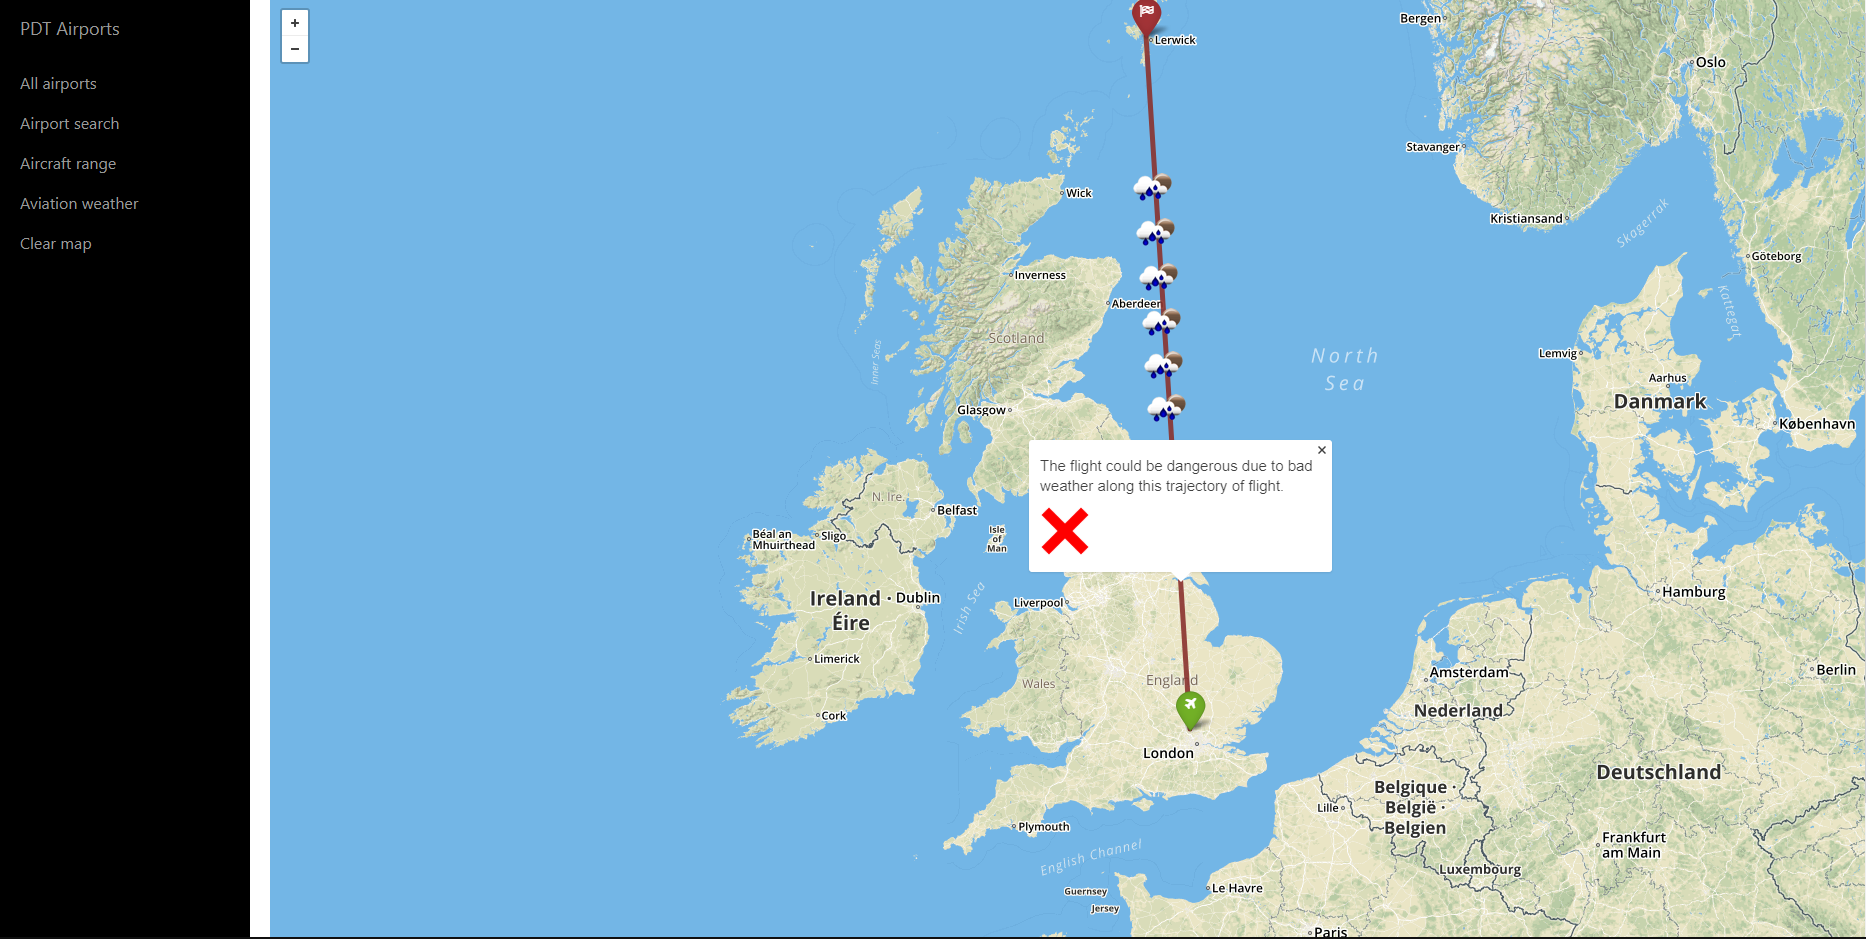 PDT Airports
All airports
Airport search
Aircraft range
Aviation weather
Clear map
+
−
Bergen
Lerwick
Oslo
Stavanger
Wick
Kristiansand
Skagerrak
Göteborg
Inverness
Kattegat
Aberdeen
Scotland
Inner Seas
North
Sea
Lemvig
Aarhus
Danmark
Glasgow
København
×
The flight could be dangerous due to bad
weather along this trajectory of flight.
N. Ire.
Belfast
Isle
of
Man
Béal an
Mhuirthead
Sligo
Ireland ·
Éire
Dublin
Irish Sea
Liverpool
Hamburg
Limerick
Wales
England
Amsterdam
Berlin
Nederland
Cork
London
Deutschland
Belgique ·
België ·
Belgien
Lille
Plymouth
English Channel
Frankfurt
am Main
Luxembourg
Guernsey
Jersey
Le Havre
Paris